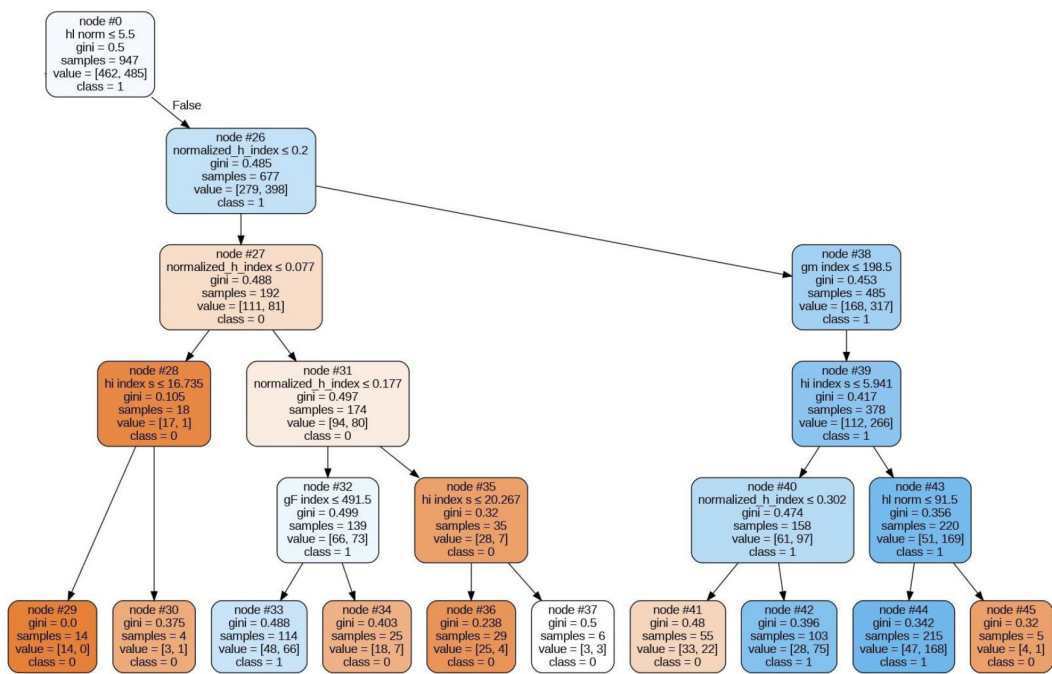 node #0
hl norm ≤ 5.5
gini = 0.5
samples = 947
value = [462, 485]
class = 1
False
node #26
normalized_h_index ≤ 0.2
gini = 0.485
samples = 677
value = [279, 398]
class = 1
node #27
normalized_h_index ≤ 0.077
gini = 0.488
samples = 192
value = [111, 81]
class = 0
node #38
gm index ≤ 198.5
gini = 0.453
samples = 485
value = [168, 317]
class = 1
node #28
hi index s ≤ 16.735
gini = 0.105
samples = 18
value = [17, 1]
class = 0
node #31
normalized_h_index ≤ 0.177
gini = 0.497
samples = 174
value = [94, 80]
class = 0
node #39
hi index s ≤ 5.941
gini = 0.417
samples = 378
value = [112, 266]
class = 1
node #32
gF index ≤ 491.5
gini = 0.499
samples = 139
value = [66, 73]
class = 1
node #35
hi index s ≤ 20.267
gini = 0.32
samples = 35
value = [28, 7]
class = 0
node #40
normalized_h_index ≤ 0.302
gini = 0.474
samples = 158
value = [61, 97]
class = 1
node #43
hl norm ≤ 91.5
gini = 0.356
samples = 220
value = [51, 169]
class = 1
node #29
gini = 0.0
samples = 14
value = [14, 0]
class = 0
node #30
gini = 0.375
samples = 4
value = [3, 1]
class = 0
node #33
gini = 0.488
samples = 114
value = [48, 66]
class = 1
node #34
gini = 0.403
samples = 25
value = [18, 7]
class = 0
node #36
gini = 0.238
samples = 29
value = [25, 4]
class = 0
node #37
gini = 0.5
samples = 6
value = [3, 3]
class = 0
node #41
gini = 0.48
samples = 55
value = [33, 22]
class = 0
node #42
gini = 0.396
samples = 103
value = [28, 75]
class = 1
node #44
gini = 0.342
samples = 215
value = [47, 168]
class = 1
node #45
gini = 0.32
samples = 5
value = [4, 1]
class = 0